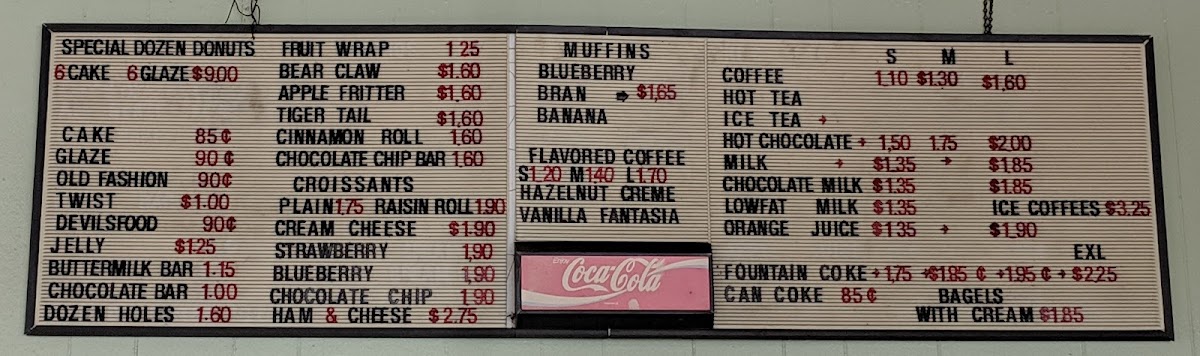 SPECIAL DOZEN DONUTS
6 CAKE 6 GLAZE $9.00
CAKE 85¢
GLAZE 90¢
OLD FASHION 90¢
TWIST $1.00
DEVILSFOOD 90¢
JELLY $1.25
BUTTERMILK BAR 1.15
CHOCOLATE BAR 1.00
DOZEN HOLES 1.60
FRUIT WRAP 1 25
BEAR CLAW $1.60
APPLE FRITTER $1.60
TIGER TAIL $1.60
CINNAMON ROLL 1.60
CHOCOLATE CHIP BAR 1.60
CROISSANTS
PLAIN 1.75 RAISIN ROLL 1.90
CREAM CHEESE $1.90
STRAWBERRY 1.90
BLUEBERRY 1.90
CHOCOLATE CHIP 1.90
HAM & CHEESE $2.75
MUFFINS
BLUEBERRY
BRAN → $1.65
BANANA
FLAVORED COFFEE
S 1.20 M 1.40 L 1.70
HAZELNUT CREME
VANILLA FANTASIA
Enjoy
Coca-Cola
S M L
COFFEE 1.10 $1.30 $1.60
HOT TEA
ICE TEA →
HOT CHOCOLATE → 1.50 1.75 $2.00
MILK → $1.35 → $1.85
CHOCOLATE MILK $1.35 $1.85
LOWFAT MILK $1.35 ICE COFFEES $3.25
ORANGE JUICE $1.35 → $1.90
EXL
FOUNTAIN COKE → 1.75 →$1.85 ¢ →1.95 ¢ → $2.25
CAN COKE 85¢ BAGELS
WITH CREAM $1.85